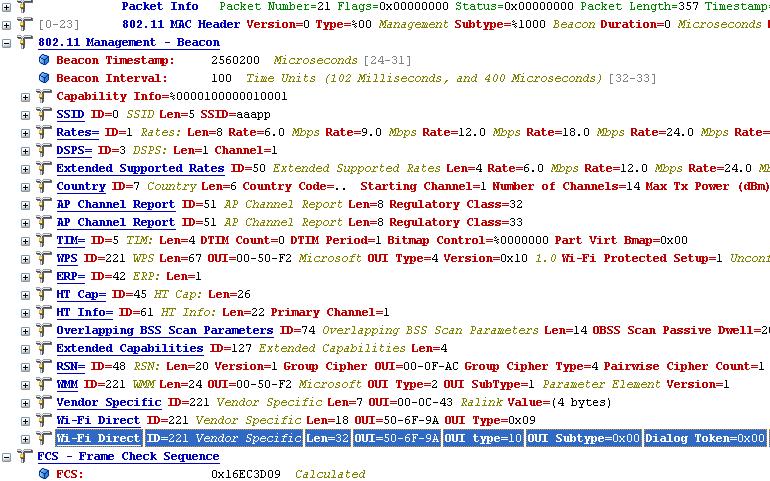 Packet Info Packet Number=21 Flags=0x00000000 Status=0x00000000 Packet Length=357 Timestamp=
[0-23] 802.11 MAC Header Version=0 Type=%00 Management Subtype=%1000 Beacon Duration=0 Microseconds
802.11 Management - Beacon
Beacon Timestamp: 2560200 Microseconds [24-31]
Beacon Interval: 100 Time Units (102 Milliseconds, and 400 Microseconds) [32-33]
Capability Info=%0000100000010001
SSID ID=0 SSID Len=5 SSID=aaapp
Rates= ID=1 Rates: Len=8 Rate=6.0 Mbps Rate=9.0 Mbps Rate=12.0 Mbps Rate=18.0 Mbps Rate=24.0 Mbps Rate=
DSPS= ID=3 DSPS: Len=1 Channel=1
Extended Supported Rates ID=50 Extended Supported Rates Len=4 Rate=6.0 Mbps Rate=12.0 Mbps Rate=24.0 M
Country ID=7 Country Len=6 Country Code=.. Starting Channel=1 Number of Channels=14 Max Tx Power (dBm)
AP Channel Report ID=51 AP Channel Report Len=8 Regulatory Class=32
AP Channel Report ID=51 AP Channel Report Len=8 Regulatory Class=33
TIM= ID=5 TIM: Len=4 DTIM Count=0 DTIM Period=1 Bitmap Control=%0000000 Part Virt Bmap=0x00
WPS ID=221 WPS Len=67 OUI=00-50-F2 Microsoft OUI Type=4 Version=0x10 1.0 Wi-Fi Protected Setup=1 Unconf
ERP= ID=42 ERP: Len=1
HT Cap= ID=45 HT Cap: Len=26
HT Info= ID=61 HT Info: Len=22 Primary Channel=1
Overlapping BSS Scan Parameters ID=74 Overlapping BSS Scan Parameters Len=14 OBSS Scan Passive Dwell=20
Extended Capabilities ID=127 Extended Capabilities Len=4
RSN= ID=48 RSN: Len=20 Version=1 Group Cipher OUI=00-0F-AC Group Cipher Type=4 Pairwise Cipher Count=1
WMM ID=221 WMM Len=24 OUI=00-50-F2 Microsoft OUI Type=2 OUI SubType=1 Parameter Element Version=1
Vendor Specific ID=221 Vendor Specific Len=7 OUI=00-0C-43 Ralink Value=(4 bytes)
Wi-Fi Direct ID=221 Vendor Specific Len=18 OUI=50-6F-9A OUI Type=0x09
Wi-Fi Direct ID=221 Vendor Specific Len=32 OUI=50-6F-9A OUI type=10 OUI Subtype=0x00 Dialog Token=0x00
FCS - Frame Check Sequence
FCS: 0x16EC3D09 Calculated